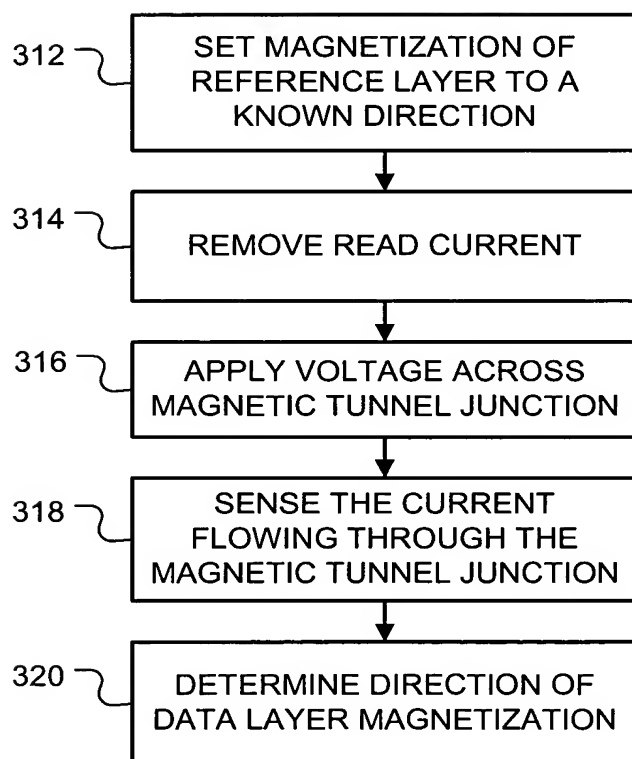 312
SET MAGNETIZATION OF
REFERENCE LAYER TO A
KNOWN DIRECTION
314
REMOVE READ CURRENT
316
APPLY VOLTAGE ACROSS
MAGNETIC TUNNEL JUNCTION
318
SENSE THE CURRENT
FLOWING THROUGH THE
MAGNETIC TUNNEL JUNCTION
320
DETERMINE DIRECTION OF
DATA LAYER MAGNETIZATION